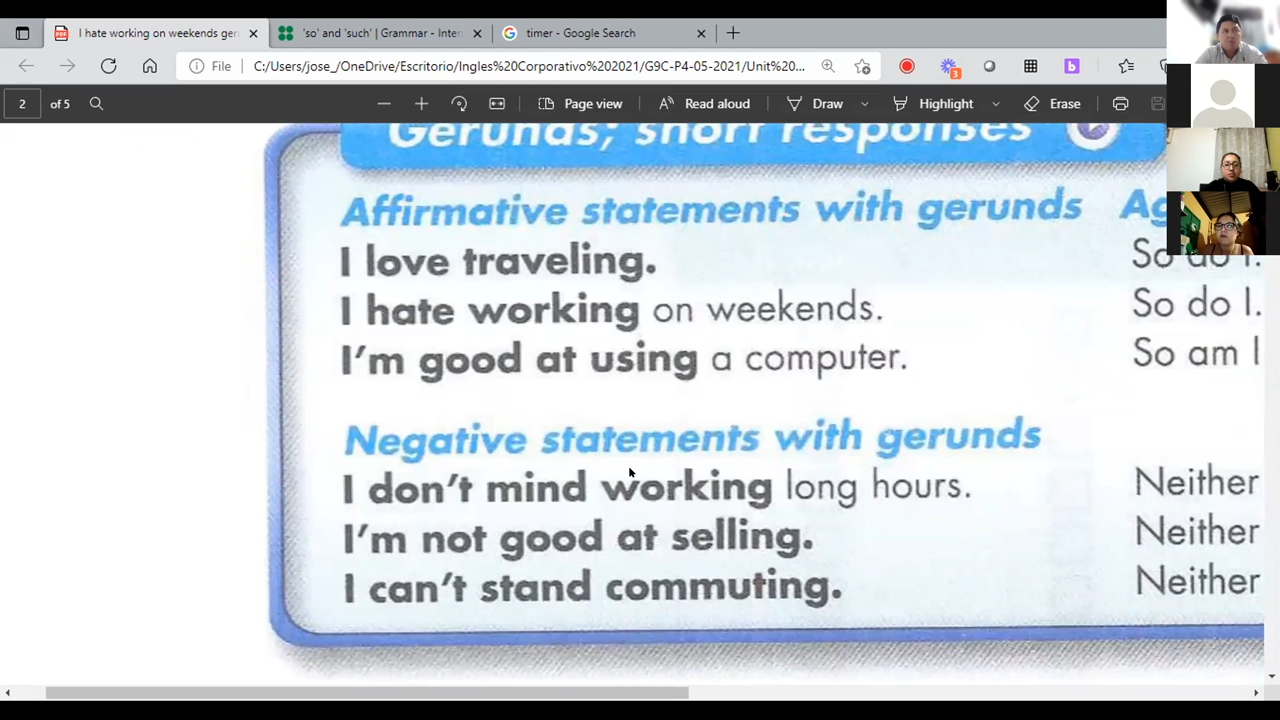 I hate working on weekends ger
'so' and 'such' | Grammar - Inter
timer - Google Search
File
C:/Users/jose_/OneDrive/Escritorio/Ingles%20Corporativo%202021/G9C-P4-05-2021/Unit%20...
3
b
2 of 5
Page view
Read aloud
Draw
Highlight
Erase
Gerunds; short responses
Affirmative statements with gerunds Ag
I love traveling. So do I.
I hate working on weekends. So do I.
I'm good at using a computer. So am I
Negative statements with gerunds
I don't mind working long hours. Neither
I'm not good at selling. Neither
I can't stand commuting. Neither